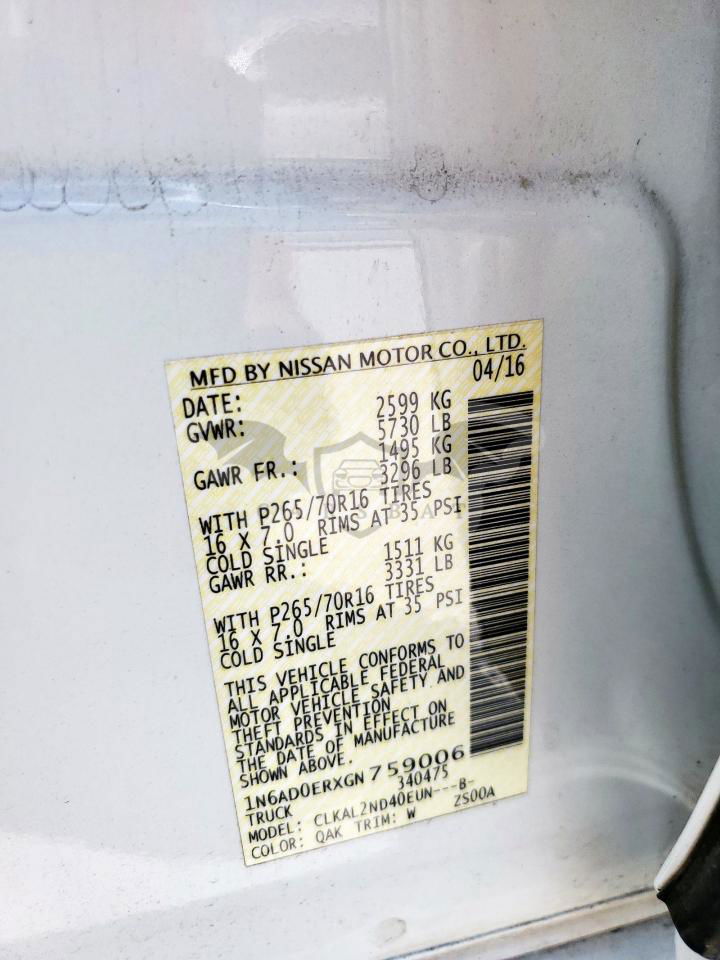 MFD BY NISSAN MOTOR CO., LTD.
DATE: 04/16
GVWR: 2599 KG
5730 LB
GAWR FR.: 1495 KG
3296 LB
WITH P265/70R16 TIRES
16 X 7.0 RIMS AT 35 PSI
COLD SINGLE
GAWR RR.: 1511 KG
3331 LB
WITH P265/70R16 TIRES
16 X 7.0 RIMS AT 35 PSI
COLD SINGLE
THIS VEHICLE CONFORMS TO
ALL APPLICABLE FEDERAL
MOTOR VEHICLE SAFETY AND
THEFT PREVENTION
STANDARDS IN EFFECT ON
THE DATE OF MANUFACTURE
SHOWN ABOVE.
1N6AD0ERXGN759006
TRUCK 340475
MODEL: CLKAL2ND40EUN---B-
COLOR: QAK TRIM: W ZS00A